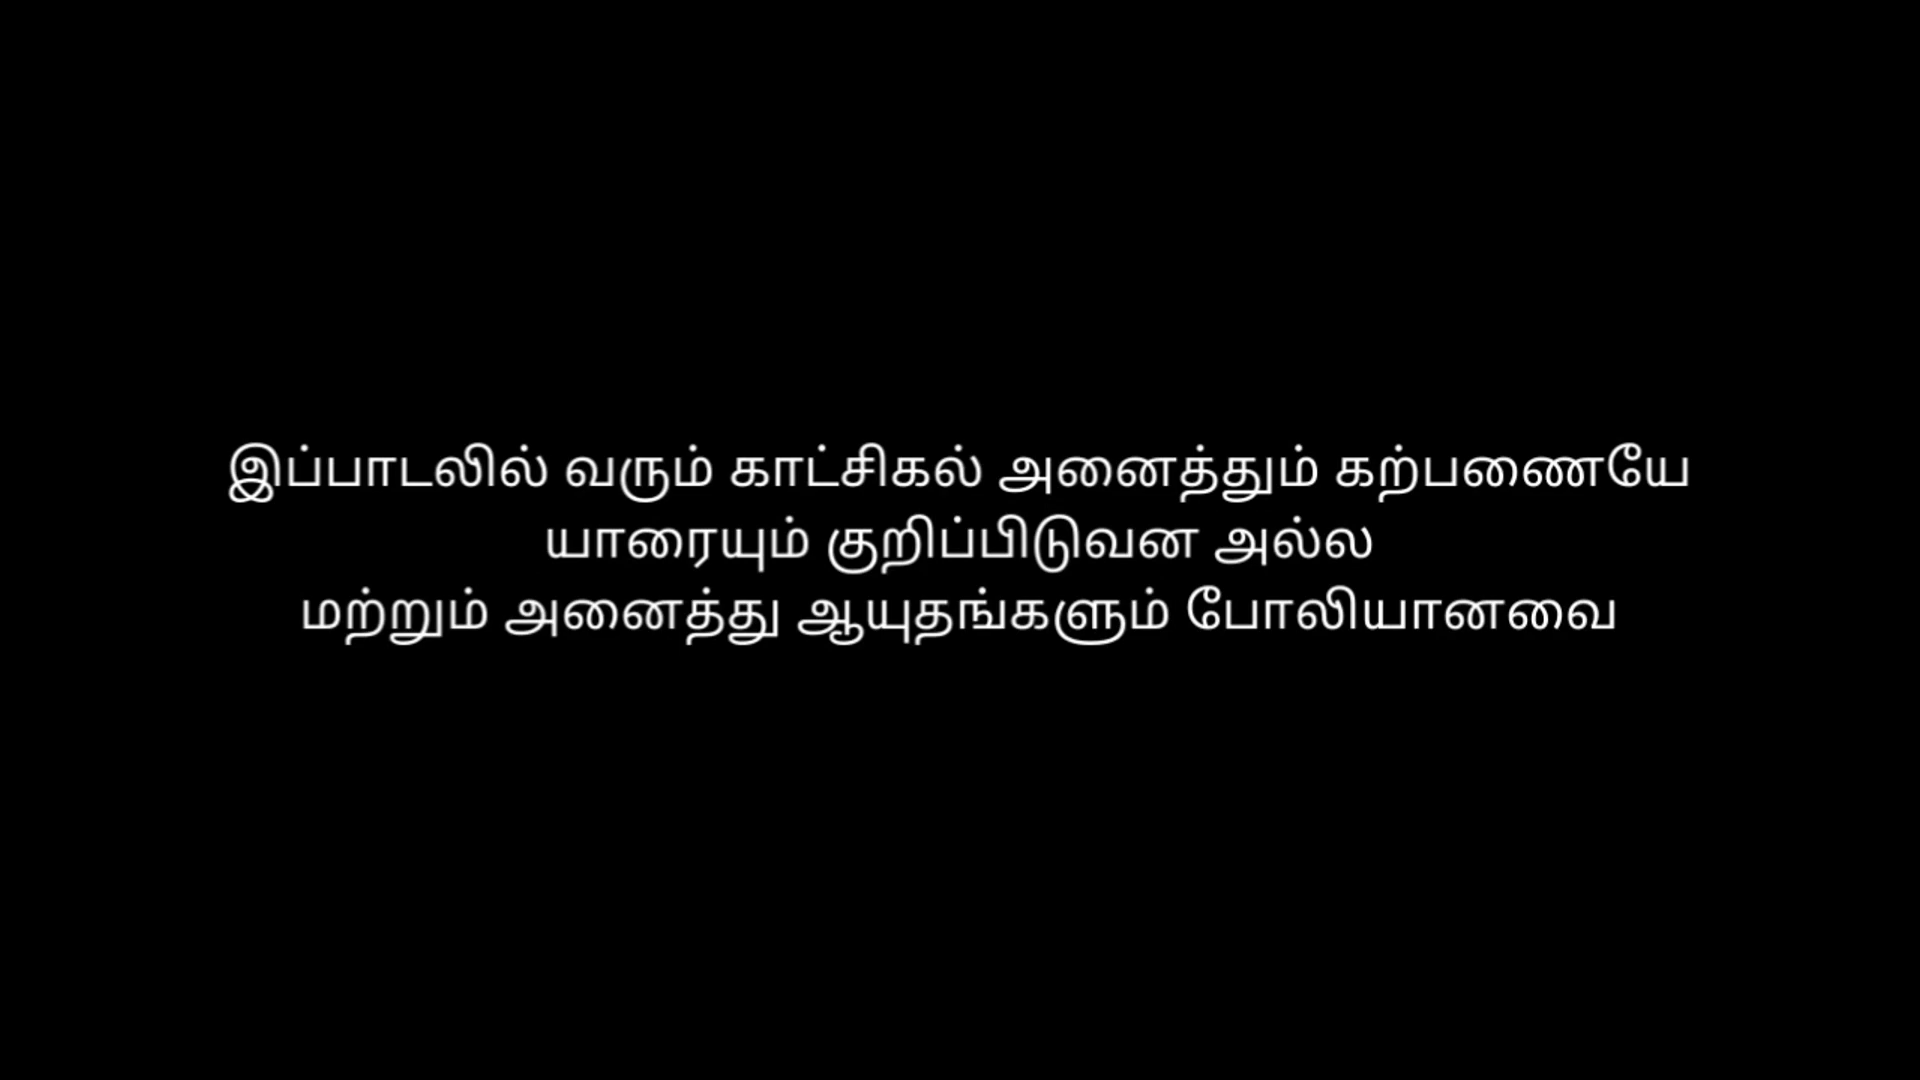 இப்பாடலில் வரும் காட்சிகல் அனைத்தும் கற்பணையே
யாரையும் குறிப்பிடுவன அல்ல
மற்றும் அனைத்து ஆயுதங்களும் போலியானவை